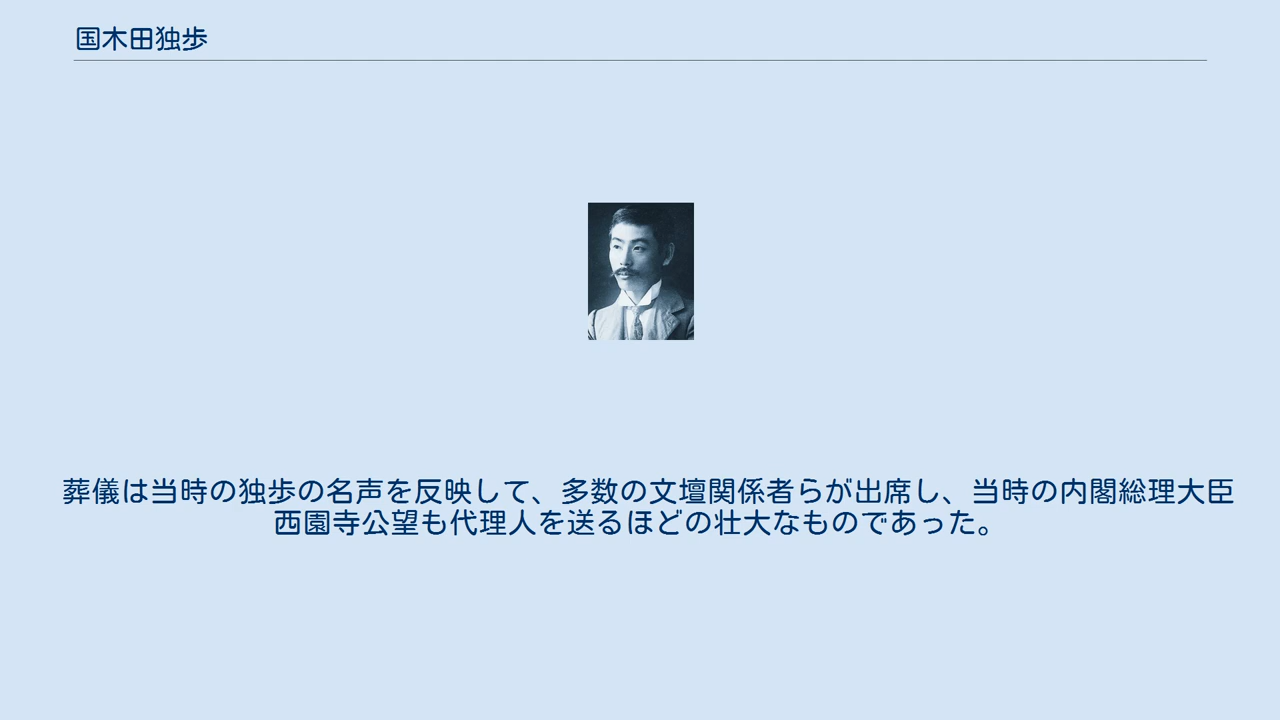 国木田独歩
葬儀は当時の独歩の名声を反映して、多数の文壇関係者らが出席し、当時の内閣総理大臣
西園寺公望も代理人を送るほどの壮大なものであった。